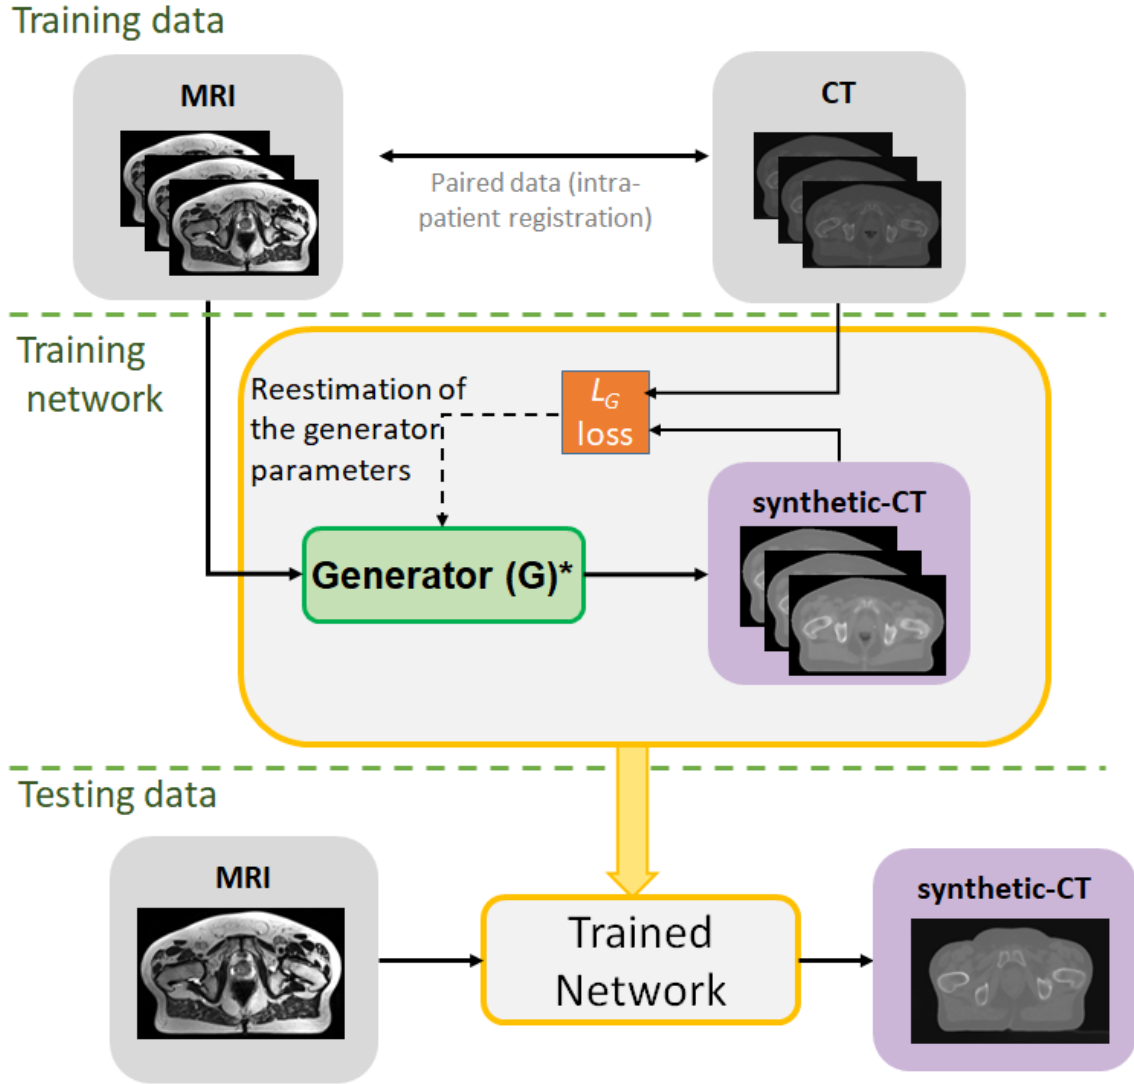 Training data
MRI
CT
Paired data (intra-
patient registration)
Training
network
Reestimation of
the generator
parameters
L_G
loss
synthetic-CT
Generator (G)*
Testing data
MRI
synthetic-CT
Trained
Network